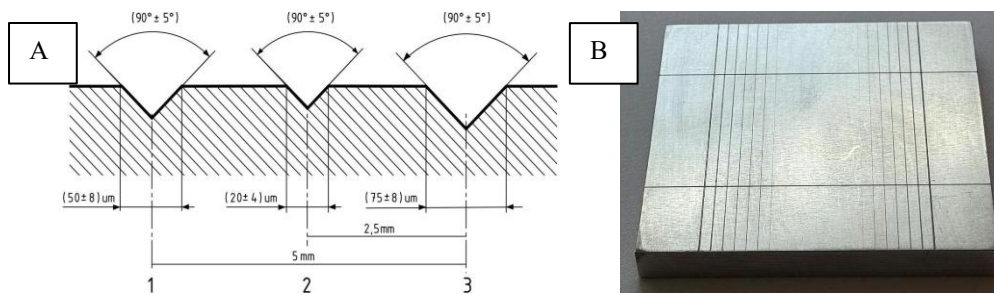 A
(90°± 5°)
(90°± 5°)
(90°± 5°)
B
(50± 8) um
(20± 4) um
(75± 8) um
2,5mm
5 mm
1
2
3